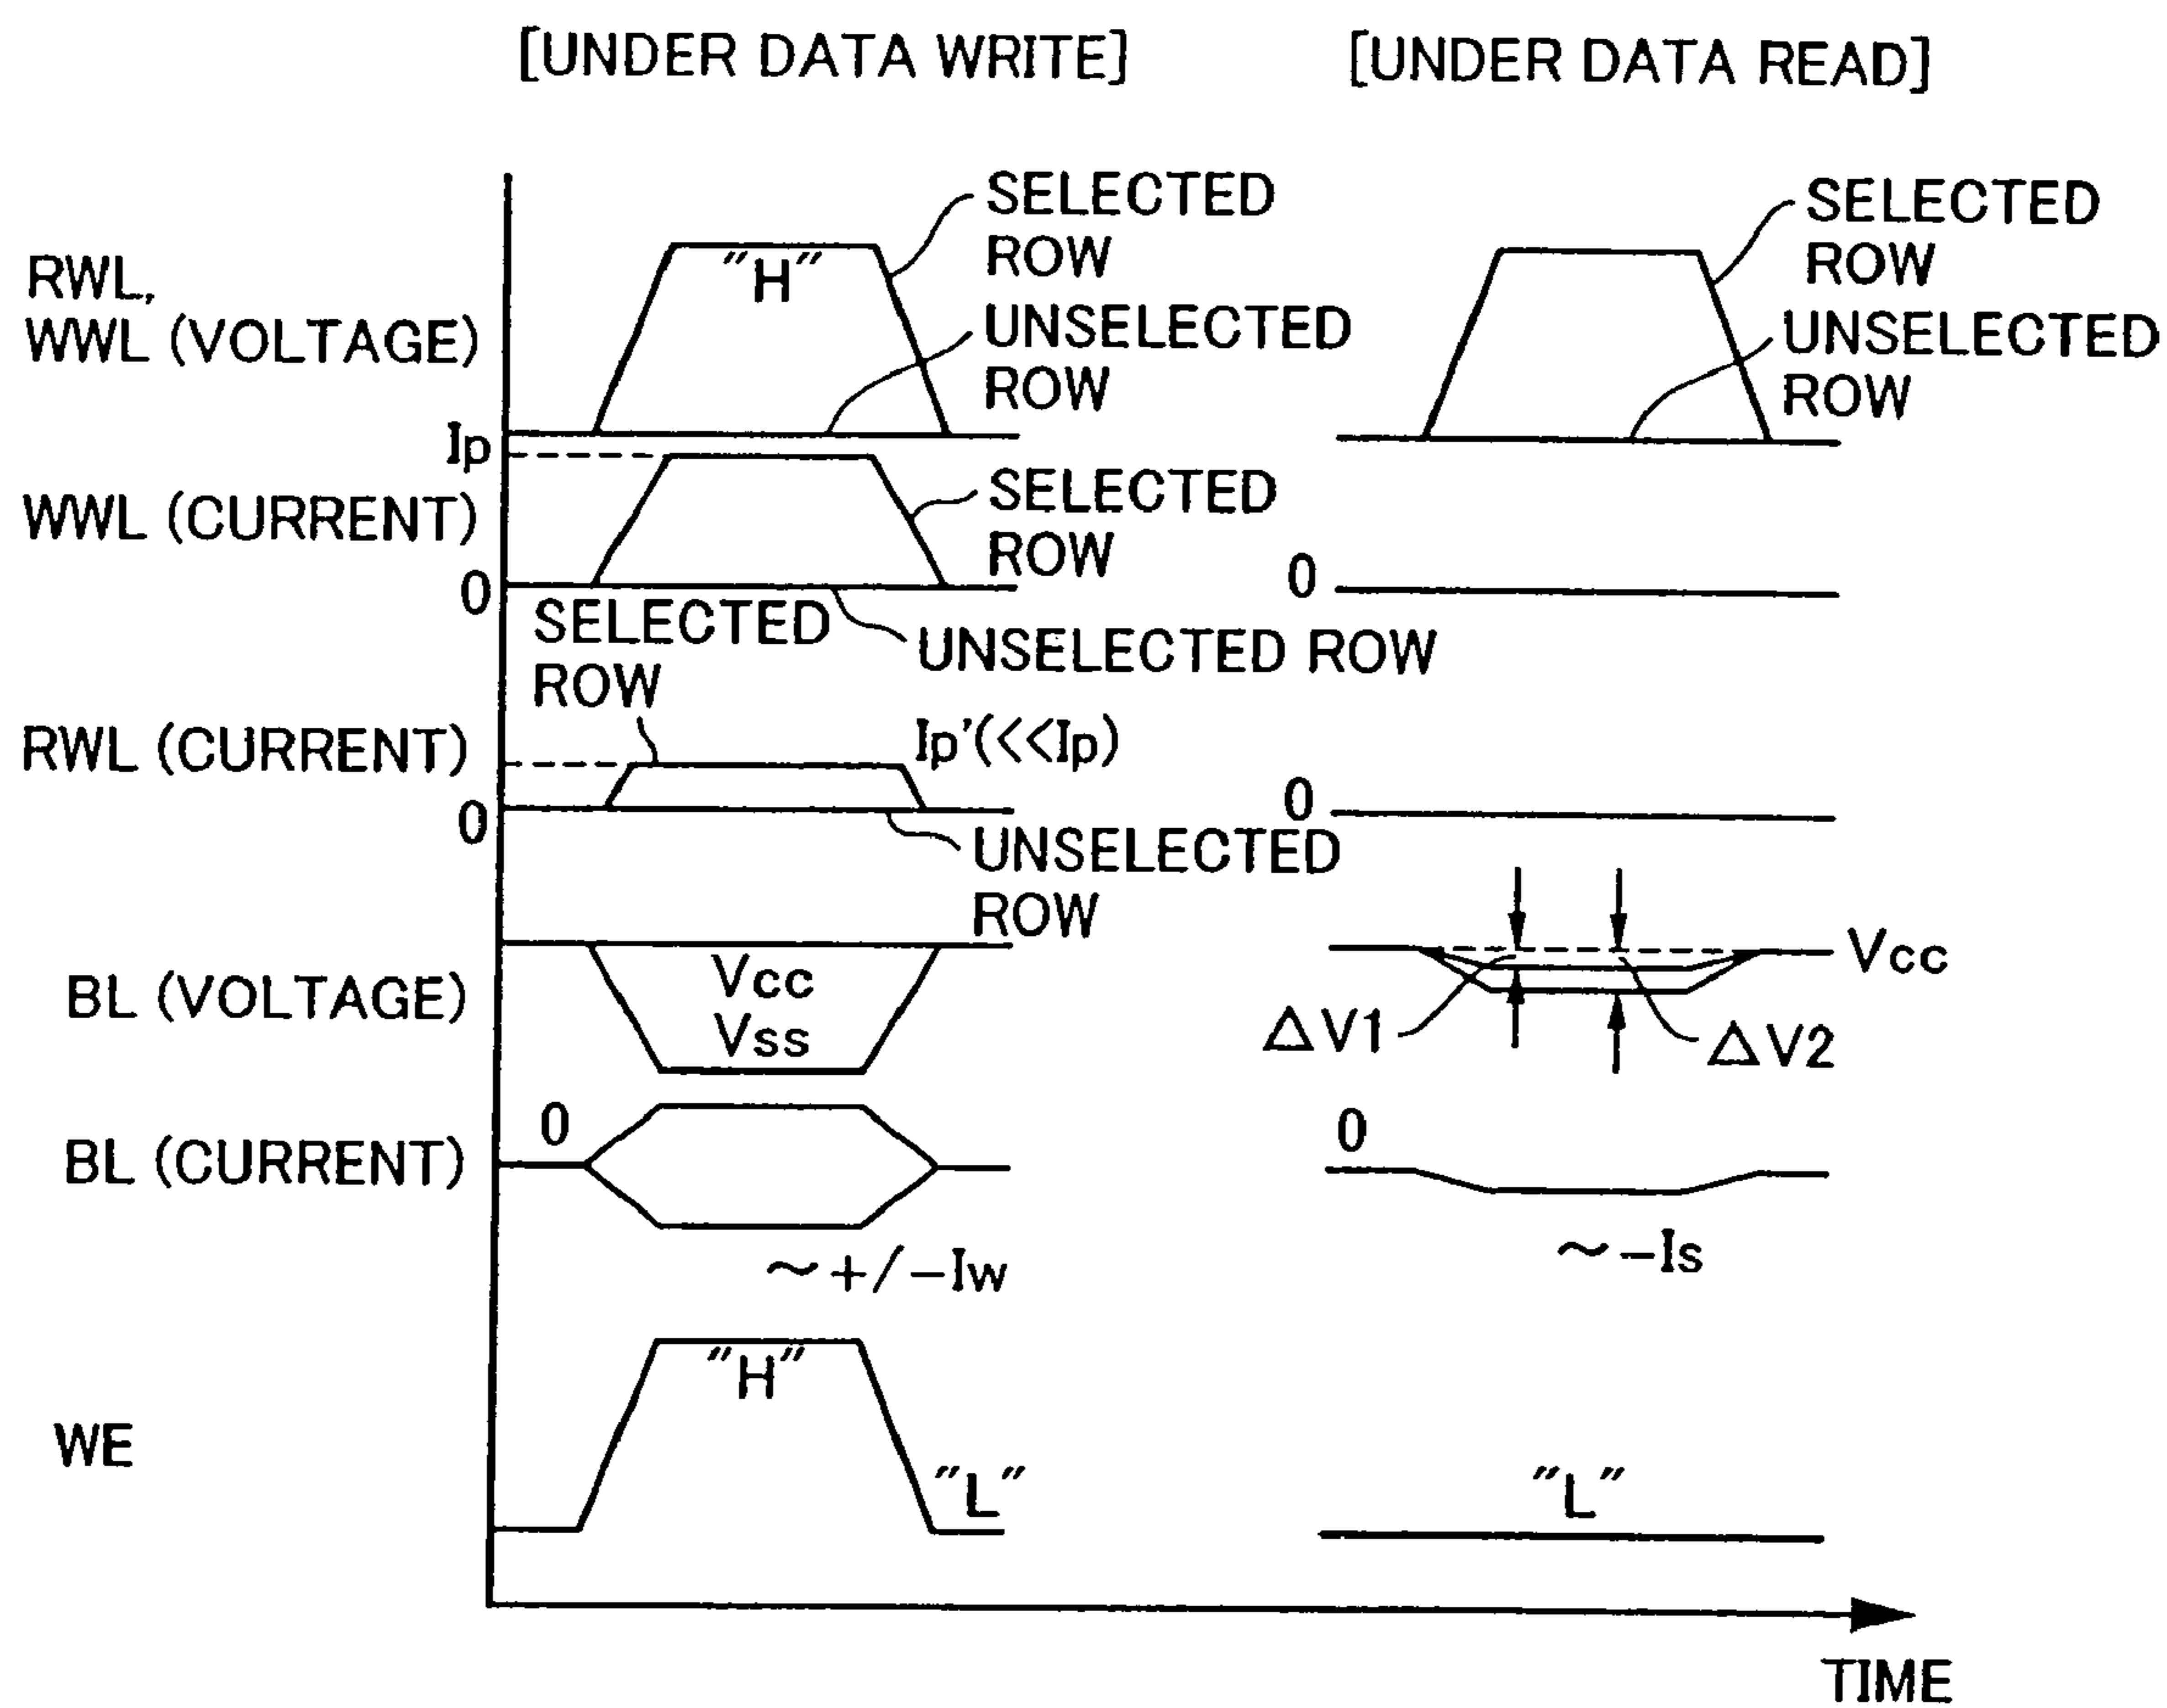 [UNDER DATA WRITE]
[UNDER DATA READ]
RWL,
WWL (VOLTAGE)
"H"
SELECTED
ROW
UNSELECTED
ROW
SELECTED
ROW
UNSELECTED
ROW
Ip
WWL (CURRENT)
0
SELECTED
ROW
UNSELECTED ROW
0
SELECTED
ROW
RWL (CURRENT)
Ip'(<<Ip)
0
UNSELECTED
ROW
0
BL (VOLTAGE)
Vcc
Vss
Vcc
△V1
△V2
BL (CURRENT)
0
~+/-Iw
0
~-Is
WE
"H"
"L"
"L"
TIME